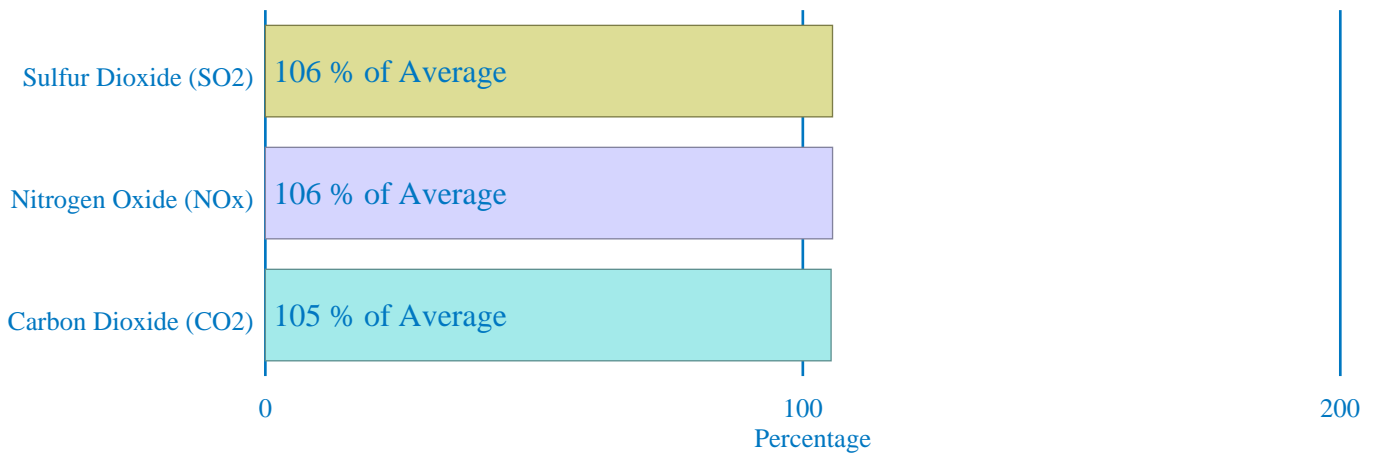 Sulfur Dioxide (SO2)
106 % of Average
Nitrogen Oxide (NOx)
106 % of Average
Carbon Dioxide (CO2)
105 % of Average
0 100 200
Percentage